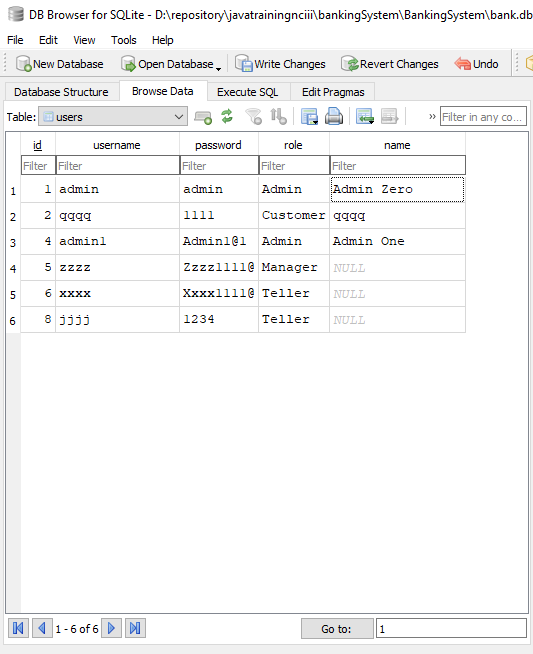 DB Browser for SQLite - D:\repository\javatrainingnciii\bankingSystem\BankingSystem\bank.db
File Edit View Tools Help
New Database Open Database Write Changes Revert Changes Undo
Database Structure Browse Data Execute SQL Edit Pragmas
Table: users » Filter in any co...
id username password role name
Filter Filter Filter Filter Filter
1 1 admin admin Admin Admin Zero
2 2 qqqq 1111 Customer qqqq
3 4 admin1 Admin1@1 Admin Admin One
4 5 zzzz Zzzz1111@ Manager NULL
5 6 xxxx Xxxx1111@ Teller NULL
6 8 jjjj 1234 Teller NULL
1 - 6 of 6 Go to: 1